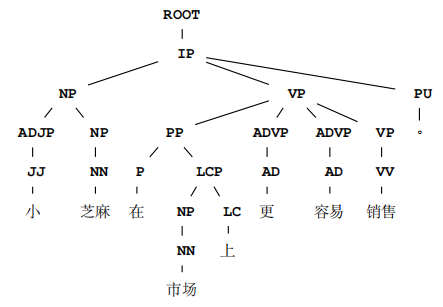 ROOT
IP
NP VP PU
ADJP NP PP ADVP ADVP VP 。
JJ NN P LCP AD AD VV
小 芝麻 在 NP LC 更 容易 销售
NN 上
市场